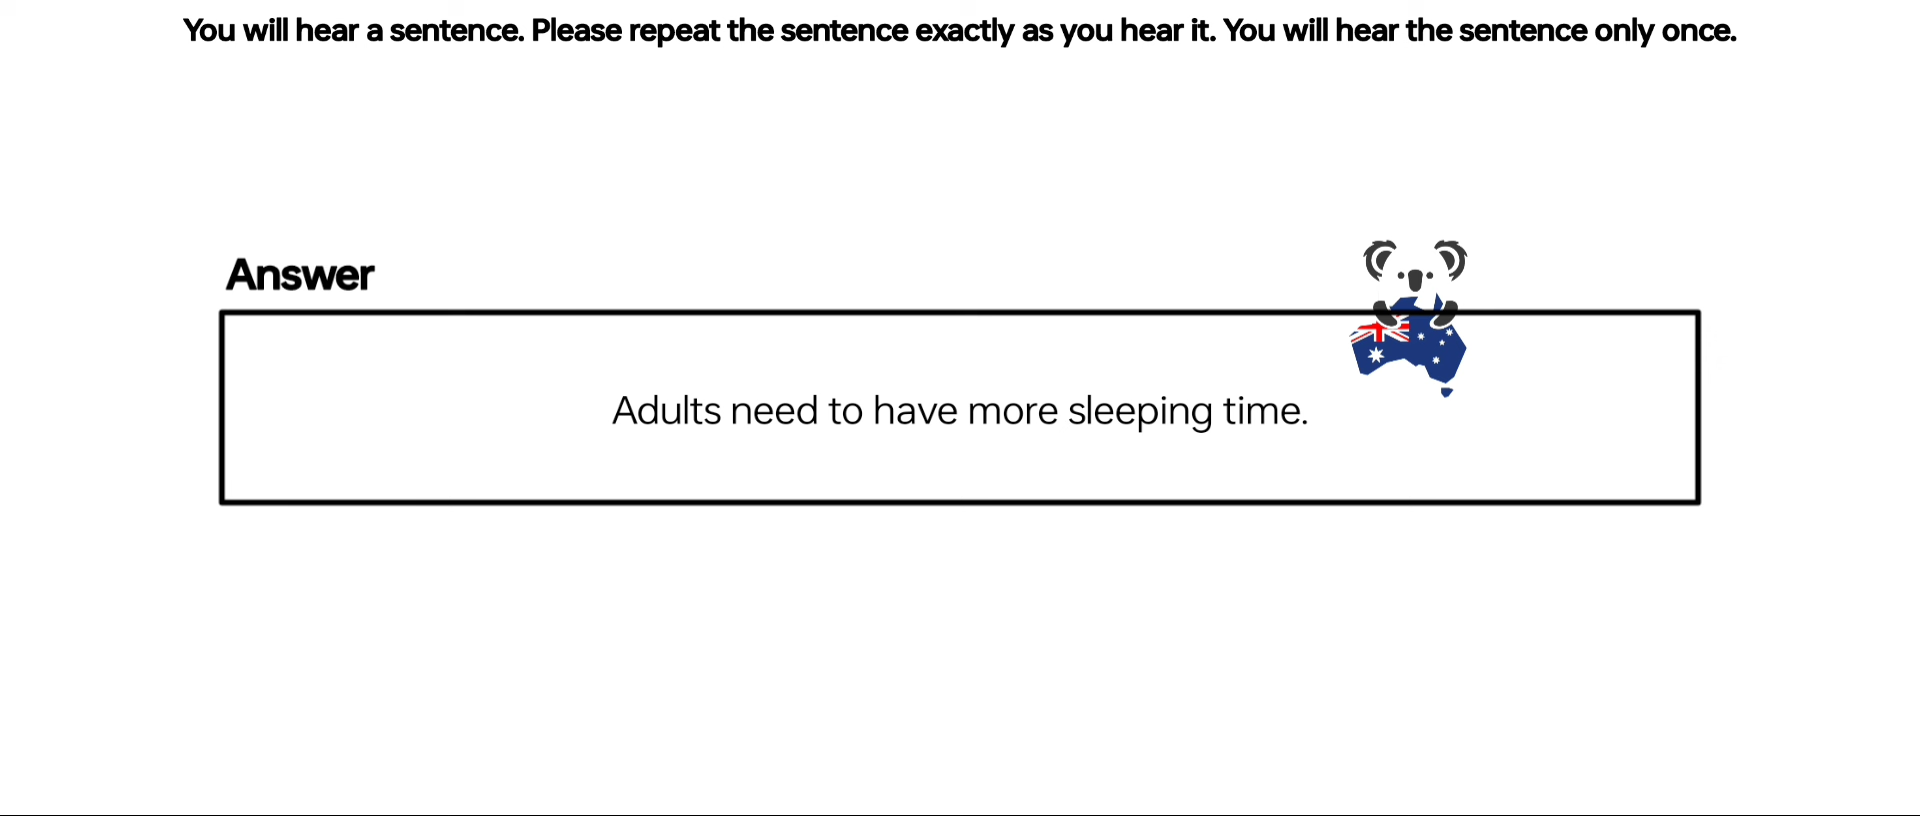 You will hear a sentence. Please repeat the sentence exactly as you hear it. You will hear the sentence only once.
Answer
Adults need to have more sleeping time.